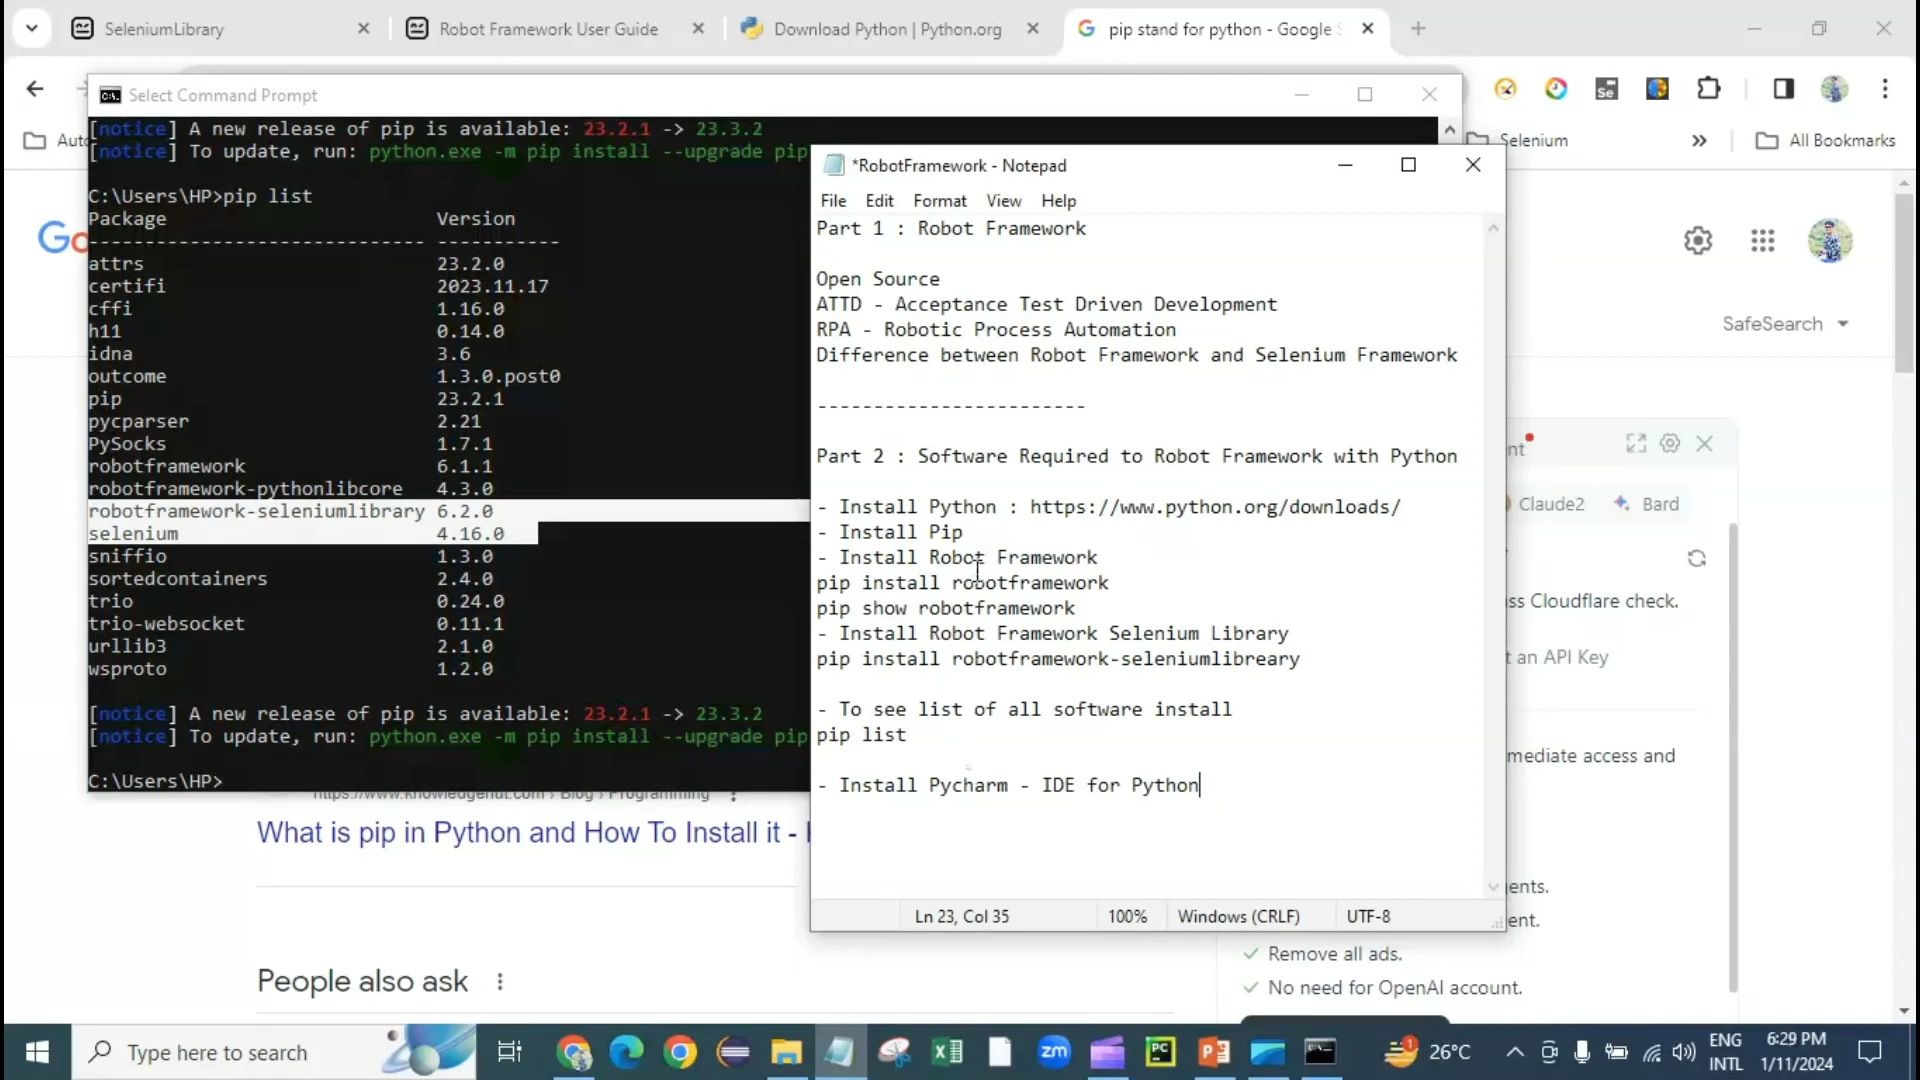 SeleniumLibrary
Robot Framework User Guide
Download Python | Python.org
pip stand for python - Google S
Select Command Prompt
[notice] A new release of pip is available: 23.2.1 -> 23.3.2
[notice] To update, run: python.exe -m pip install --upgrade pip
C:\Users\HP>pip list
Package Version
------------------------------ -----------
attrs 23.2.0
certifi 2023.11.17
cffi 1.16.0
h11 0.14.0
idna 3.6
outcome 1.3.0.post0
pip 23.2.1
pycparser 2.21
PySocks 1.7.1
robotframework 6.1.1
robotframework-pythonlibcore 4.3.0
robotframework-seleniumlibrary 6.2.0
selenium 4.16.0
sniffio 1.3.0
sortedcontainers 2.4.0
trio 0.24.0
trio-websocket 0.11.1
urllib3 2.1.0
wsproto 1.2.0
[notice] A new release of pip is available: 23.2.1 -> 23.3.2
[notice] To update, run: python.exe -m pip install --upgrade pip
C:\Users\HP>
*RobotFramework - Notepad
File Edit Format View Help
Part 1 : Robot Framework
Open Source
ATTD - Acceptance Test Driven Development
RPA - Robotic Process Automation
Difference between Robot Framework and Selenium Framework
------------------------
Part 2 : Software Required to Robot Framework with Python
- Install Python : https://www.python.org/downloads/
- Install Pip
- Install Robot Framework
pip install robotframework
pip show robotframework
- Install Robot Framework Selenium Library
pip install robotframework-seleniumlibreary
- To see list of all software install
pip list
- Install Pycharm - IDE for Python
Ln 23, Col 35 100% Windows (CRLF) UTF-8
Se
Selenium
All Bookmarks
Go
SafeSearch
Claude2 Bard
ss Cloudflare check.
t an API Key
mediate access and
ents.
ent.
Remove all ads.
No need for OpenAI account.
What is pip in Python and How To Install it -
People also ask
Type here to search
zm
PC
26°C
ENG
INTL
6:29 PM
1/11/2024